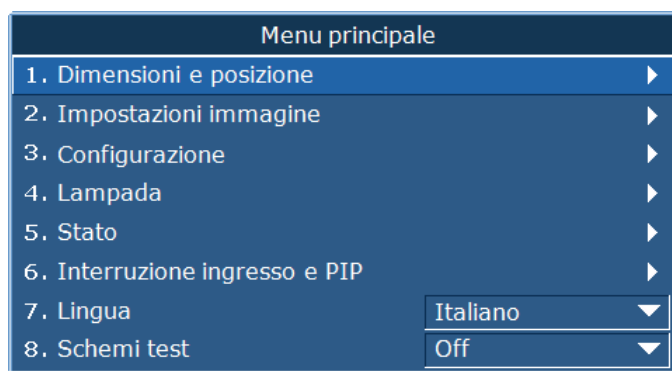 Menu principale
1. Dimensioni e posizione
2. Impostazioni immagine
3. Configurazione
4. Lampada
5. Stato
6. Interruzione ingresso e PIP
7. Lingua Italiano
8. Schemi test Off